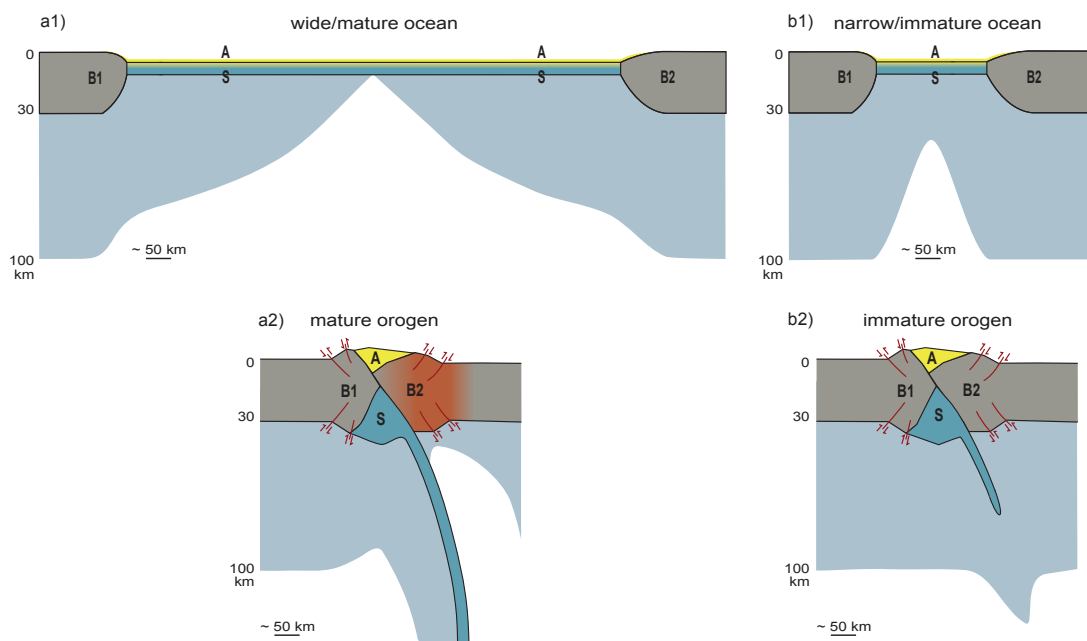 a1)
wide/mature ocean
b1)
narrow/immature ocean
0
A
A
A
B1
S
S
B2
B1
S
B2
30
30
~ 50 km
~ 50 km
100
km
100
km
a2)
mature orogen
b2)
immature orogen
0
A
0
A
B1
B2
B1
B2
30
S
30
S
100
km
100
km
~ 50 km
~ 50 km